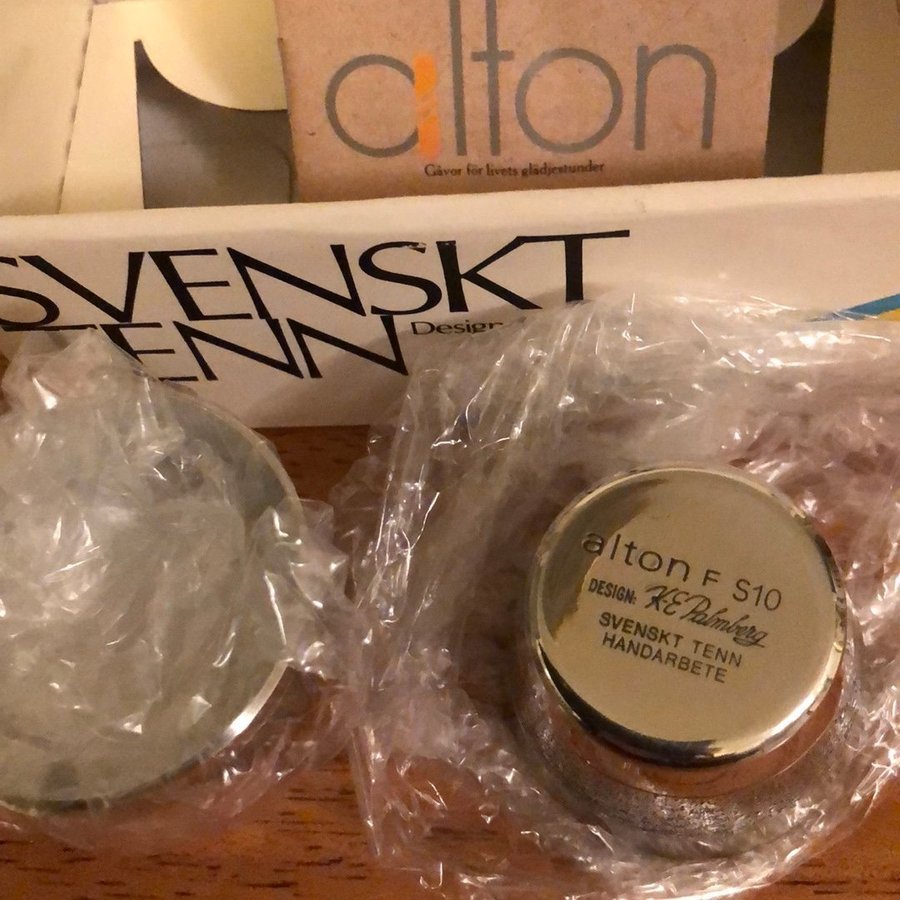 alton
Gåvor för livets glädjestunder
SVENSKT
TENN Design
alton F S10
DESIGN: K E Palmberg
SVENSKT TENN
HANDARBETE